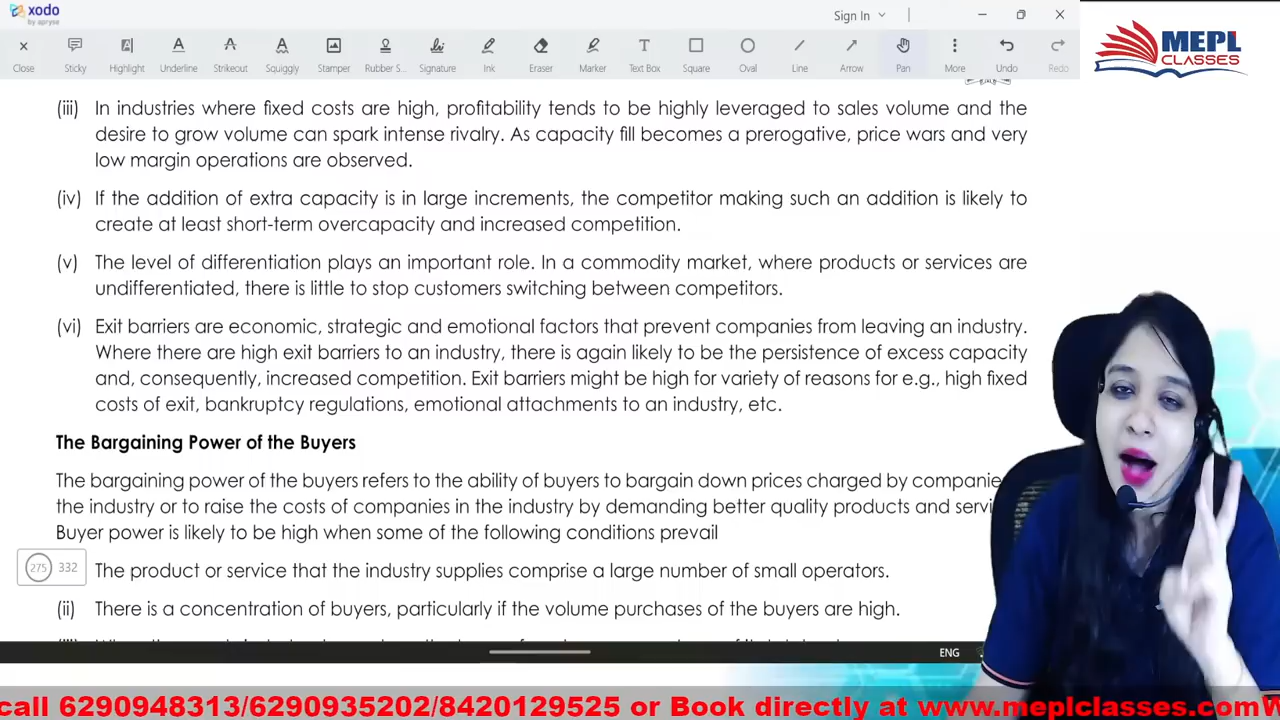 xodo
by apryse
Sign In
MEPL
CLASSES
Close Sticky Highlight Underline Strikeout Squiggly Stamper Rubber Signature Eraser Marker Text Box Square Oval Line Arrow Pan More Undo Redo
(iii) In industries where fixed costs are high, profitability tends to be highly leveraged to sales volume and the
desire to grow volume can spark intense rivalry. As capacity fill becomes a prerogative, price wars and very
low margin operations are observed.
(iv) If the addition of extra capacity is in large increments, the competitor making such an addition is likely to
create at least short-term overcapacity and increased competition.
(v) The level of differentiation plays an important role. In a commodity market, where products or services are
undifferentiated, there is little to stop customers switching between competitors.
(vi) Exit barriers are economic, strategic and emotional factors that prevent companies from leaving an industry.
Where there are high exit barriers to an industry, there is again likely to be the persistence of excess capacity
and, consequently, increased competition. Exit barriers might be high for variety of reasons for e.g., high fixed
costs of exit, bankruptcy regulations, emotional attachments to an industry, etc.
The Bargaining Power of the Buyers
The bargaining power of the buyers refers to the ability of buyers to bargain down prices charged by companie
the industry or to raise the costs of companies in the industry by demanding better quality products and servi
Buyer power is likely to be high when some of the following conditions prevail
275 332 The product or service that the industry supplies comprise a large number of small operators.
(ii) There is a concentration of buyers, particularly if the volume purchases of the buyers are high.
ENG
call 6290948313/6290935202/8420129525 or Book directly at www.meplclasses.comW